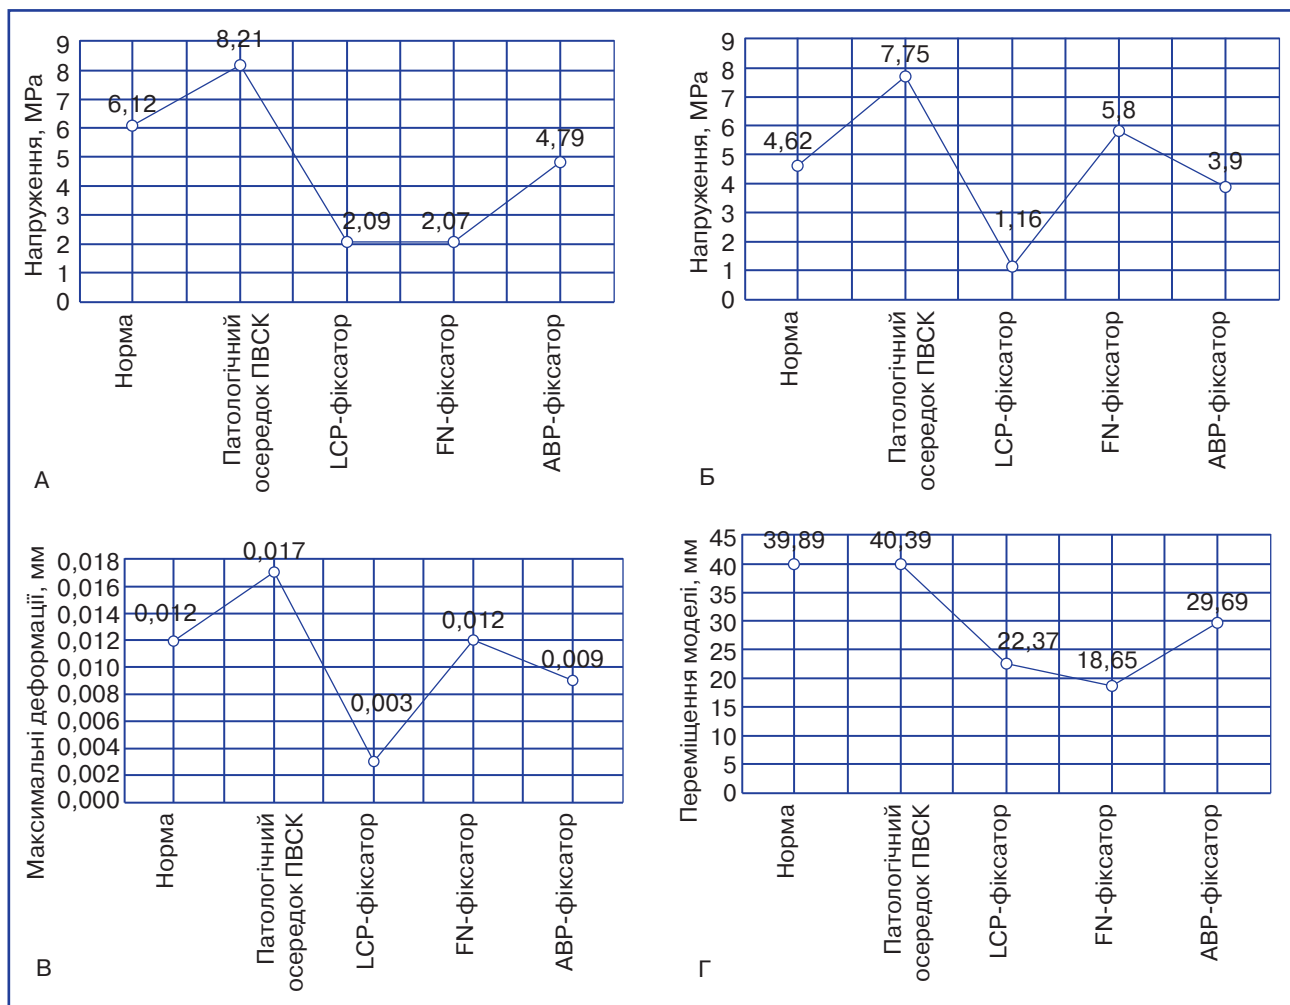 Напруження, MPa
9
8
7
6
5
4
3
2
1
0
6,12
8,21
2,09
2,07
4,79
Норма
Патологічний
осередок ПВСК
LCP-фіксатор
FN-фіксатор
АВР-фіксатор
А
Напруження, MPa
9
8
7
6
5
4
3
2
1
0
4,62
7,75
1,16
5,8
3,9
Норма
Патологічний
осередок ПВСК
LCP-фіксатор
FN-фіксатор
АВР-фіксатор
Б
Максимальні деформації, мм
0,018
0,016
0,014
0,012
0,010
0,008
0,006
0,004
0,002
0,000
0,012
0,017
0,003
0,012
0,009
Норма
Патологічний
осередок ПВСК
LCP-фіксатор
FN-фіксатор
АВР-фіксатор
В
Переміщення моделі, мм
45
40
35
30
25
20
15
10
5
0
39,89
40,39
22,37
18,65
29,69
Норма
Патологічний
осередок ПВСК
LCP-фіксатор
FN-фіксатор
АВР-фіксатор
Г